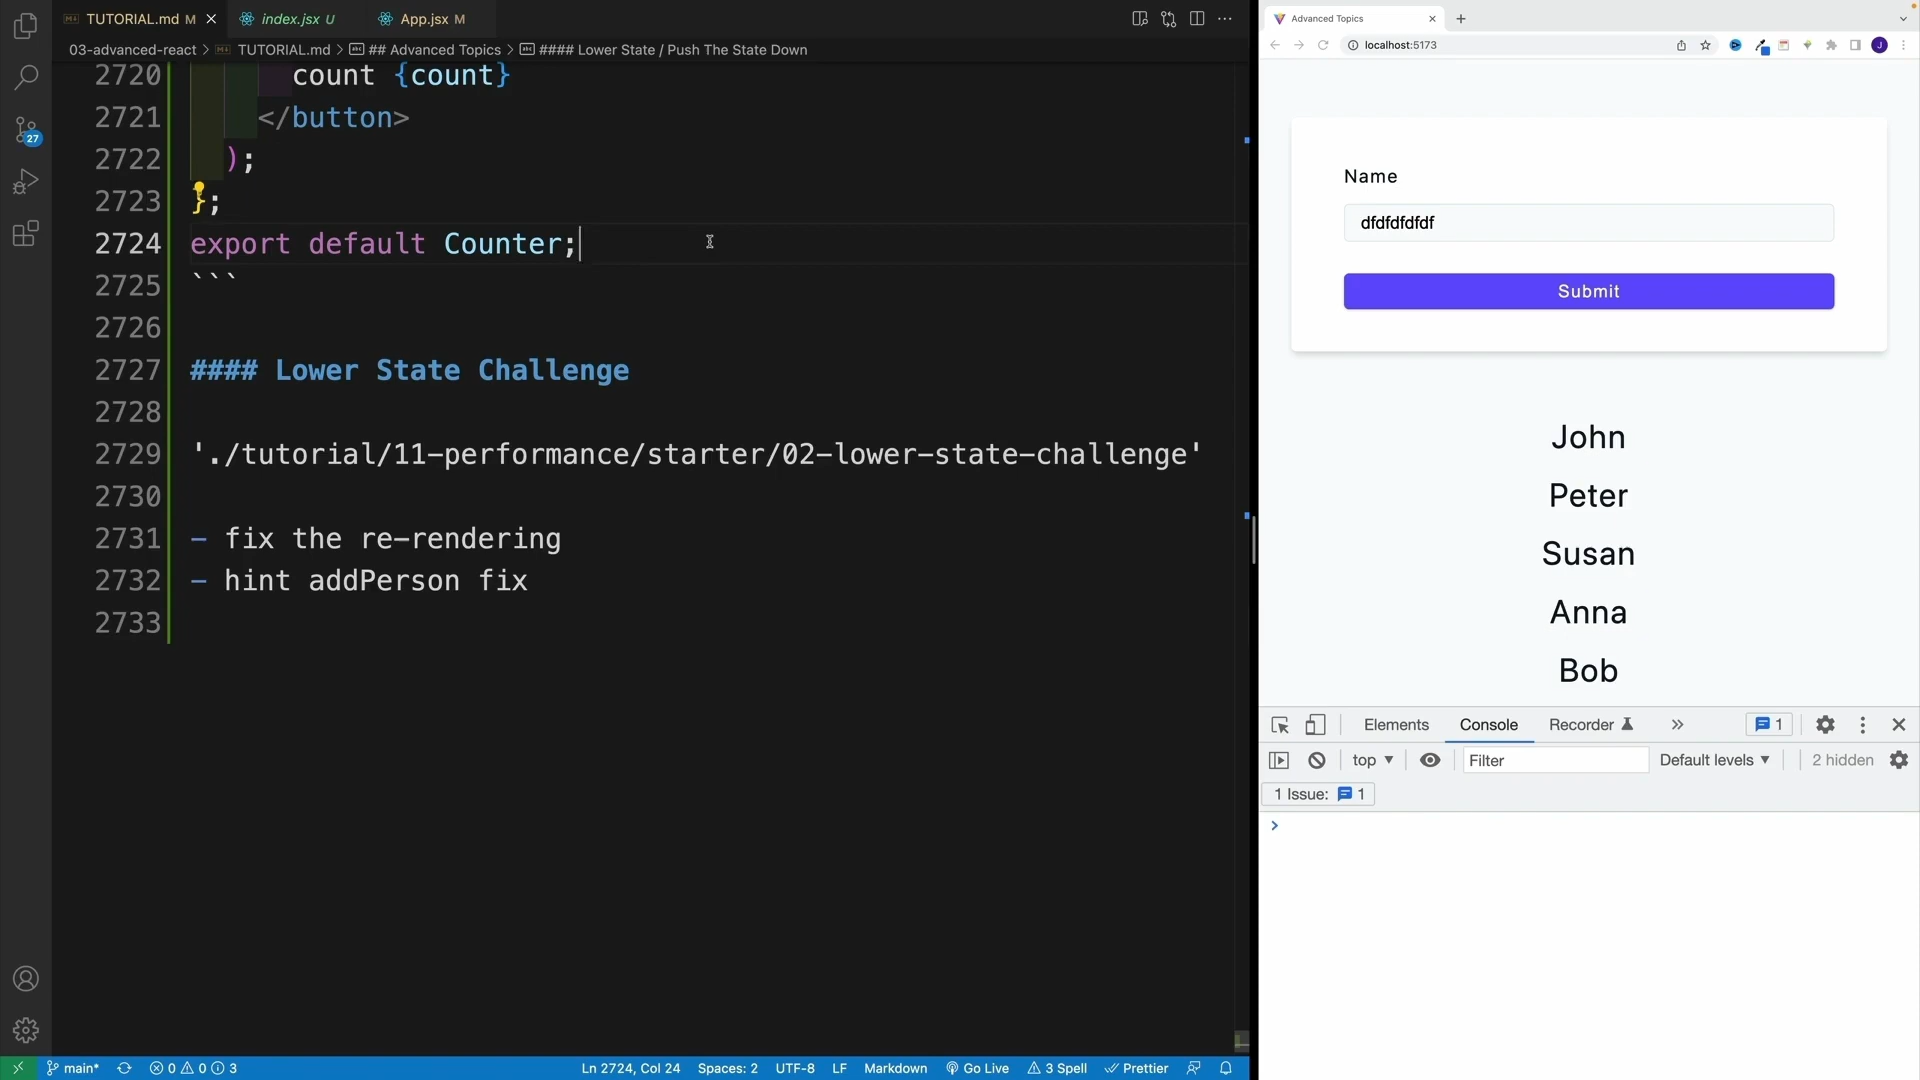 TUTORIAL.md M
index.jsx U
App.jsx M
03-advanced-react > TUTORIAL.md > ## Advanced Topics > #### Lower State / Push The State Down
2720 count {count}
2721 </button>
2722 );
2723 };
2724 export default Counter;
2725 ```
2726
2727 #### Lower State Challenge
2728
2729 './tutorial/11-performance/starter/02-lower-state-challenge'
2730
2731 - fix the re-rendering
2732 - hint addPerson fix
2733
27
main* 0 0 3
Ln 2724, Col 24 Spaces: 2 UTF-8 LF Markdown Go Live 3 Spell Prettier
Advanced Topics
localhost:5173
J
Name
dfdfdfdfdf
Submit
John
Peter
Susan
Anna
Bob
Elements Console Recorder 1
top Filter Default levels 2 hidden
1 Issue: 1